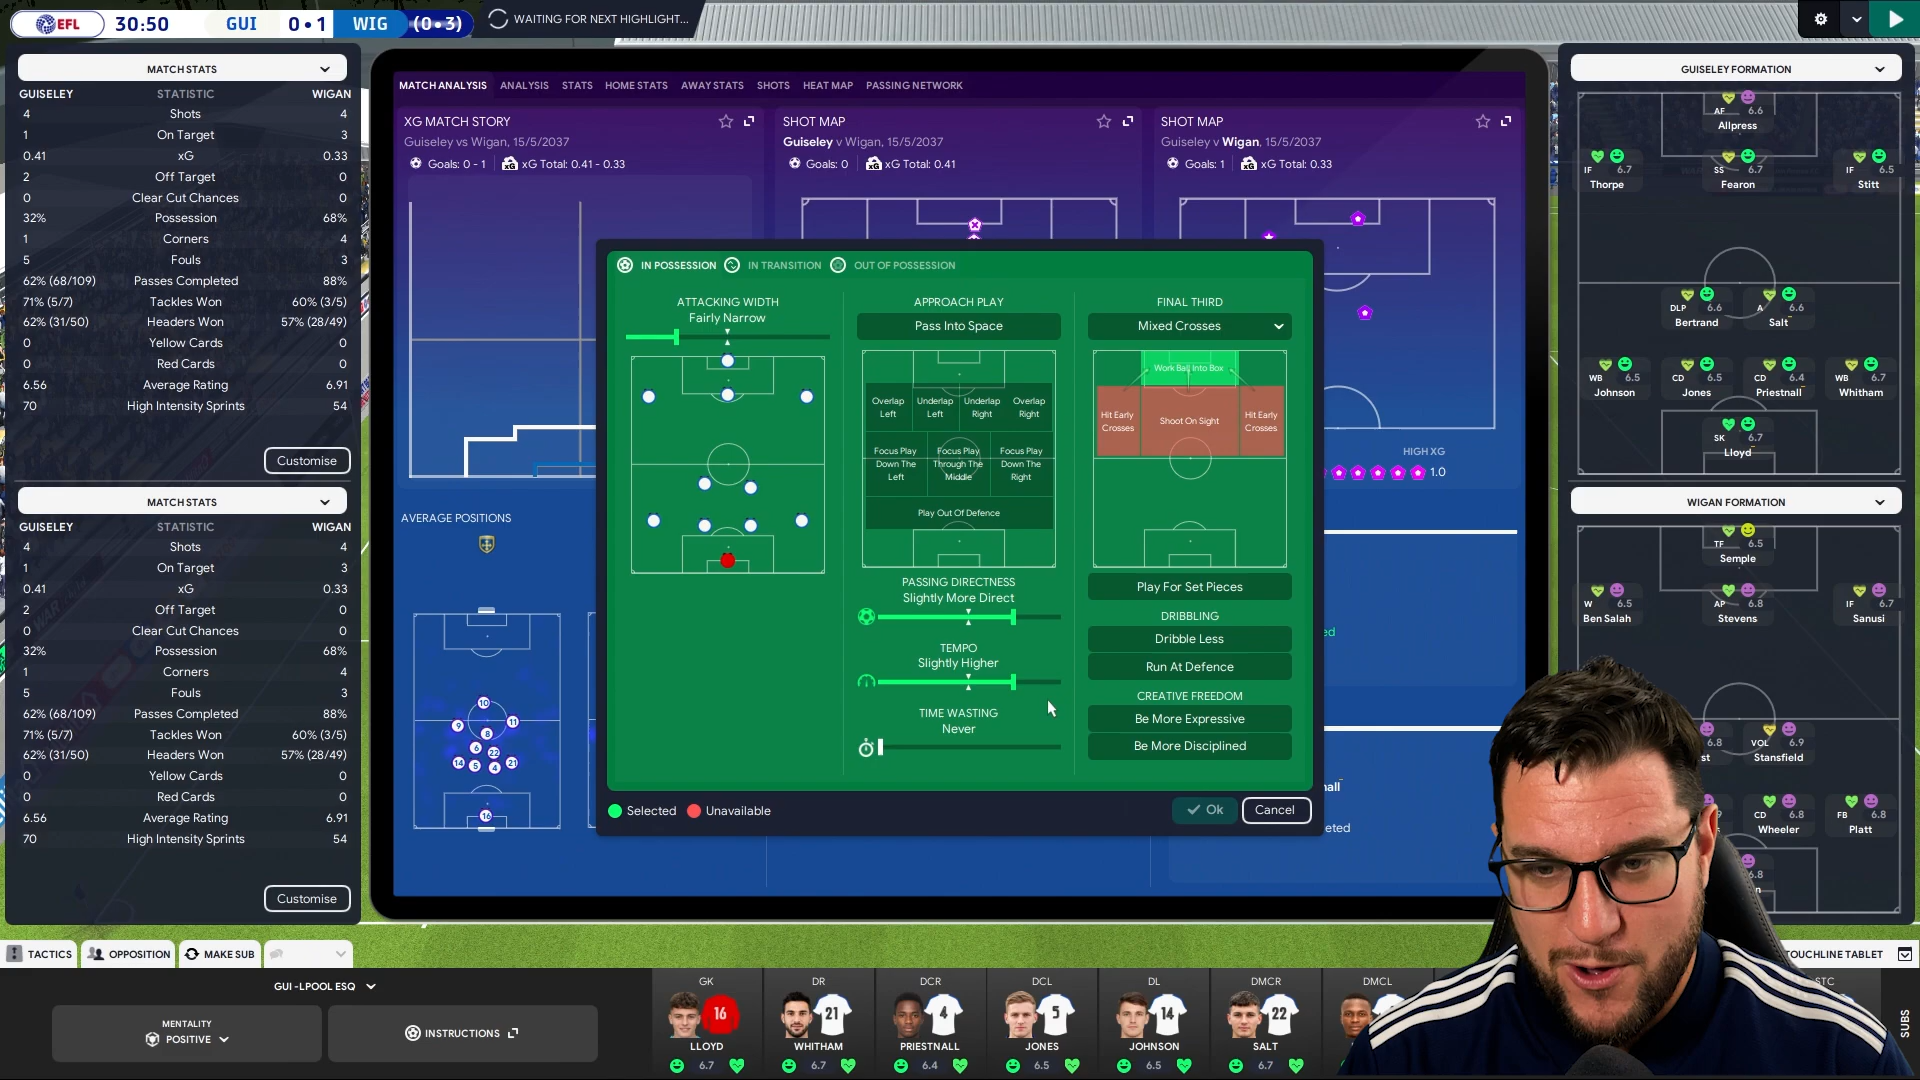 EFL 30:50 GUI 0 • 1 WIG (0 • 3) WAITING FOR NEXT HIGHLIGHT...
MATCH STATS
GUISELEY STATISTIC WIGAN
4 Shots 4
1 On Target 3
0.41 xG 0.33
2 Off Target 0
0 Clear Cut Chances 0
32% Possession 68%
1 Corners 4
5 Fouls 3
62% (68/109) Passes Completed 88%
71% (5/7) Tackles Won 60% (3/5)
62% (31/50) Headers Won 57% (28/49)
0 Yellow Cards 0
0 Red Cards 0
6.56 Average Rating 6.91
70 High Intensity Sprints 54
Customise
MATCH STATS
GUISELEY STATISTIC WIGAN
4 Shots 4
1 On Target 3
0.41 xG 0.33
2 Off Target 0
0 Clear Cut Chances 0
32% Possession 68%
1 Corners 4
5 Fouls 3
62% (68/109) Passes Completed 88%
71% (5/7) Tackles Won 60% (3/5)
62% (31/50) Headers Won 57% (28/49)
0 Yellow Cards 0
0 Red Cards 0
6.56 Average Rating 6.91
70 High Intensity Sprints 54
Customise
MATCH ANALYSIS ANALYSIS STATS HOME STATS AWAY STATS SHOTS HEAT MAP PASSING NETWORK
XG MATCH STORY
Guiseley vs Wigan, 15/5/2037
Goals: 0 - 1 xG Total: 0.41 - 0.33
SHOT MAP
Guiseley v Wigan, 15/5/2037
Goals: 0 xG Total: 0.41
SHOT MAP
Guiseley v Wigan, 15/5/2037
Goals: 1 xG Total: 0.33
HIGH XG
1.0
AVERAGE POSITIONS
10
9
11
8
6
22
14
5
4
21
16
IN POSSESSION IN TRANSITION OUT OF POSSESSION
ATTACKING WIDTH
Fairly Narrow
APPROACH PLAY
Pass Into Space
Overlap Left
Underlap Left
Underlap Right
Overlap Right
Focus Play Down The Left
Focus Play Through The Middle
Focus Play Down The Right
Play Out Of Defence
PASSING DIRECTNESS
Slightly More Direct
TEMPO
Slightly Higher
TIME WASTING
Never
FINAL THIRD
Mixed Crosses
Work Ball Into Box
Hit Early Crosses
Shoot On Sight
Hit Early Crosses
Play For Set Pieces
DRIBBLING
Dribble Less
Run At Defence
CREATIVE FREEDOM
Be More Expressive
Be More Disciplined
Selected Unavailable
Ok Cancel
ed
all
eted
GUISELEY FORMATION
AF 6.6
Allpress
IF 6.7
Thorpe
SS 6.7
Fearon
IF 6.5
Stitt
DLP 6.6
Bertrand
A 6.6
Salt
WB 6.5
Johnson
CD 6.5
Jones
CD 6.4
Priestnall
WB 6.7
Whitham
SK 6.7
Lloyd
WIGAN FORMATION
TF 6.5
Semple
W 6.5
Ben Salah
AP 6.8
Stevens
IF 6.7
Sanusi
6.8
st
VOL 6.9
Stansfield
CD 6.8
Wheeler
FB 6.8
Platt
6.8
n
TACTICS OPPOSITION MAKE SUB
TOUCHLINE TABLET
GUI -LPOOL ESQ
MENTALITY
POSITIVE
INSTRUCTIONS
GK
16
LLOYD
6.7
DR
21
WHITHAM
6.7
DCR
4
PRIESTNALL
6.4
DCL
5
JONES
6.5
DL
14
JOHNSON
6.5
DMCR
22
SALT
6.7
DMCL
STC
SUBS